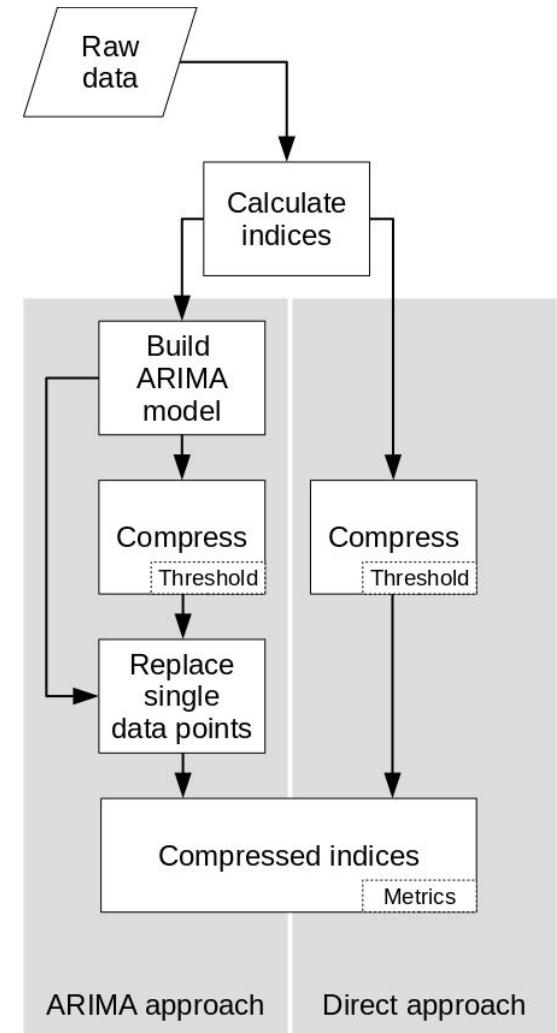 Raw
data
Calculate
indices
Build
ARIMA
model
Compress
Threshold
Compress
Threshold
Replace
single
data points
Compressed indices
Metrics
ARIMA approach
Direct approach